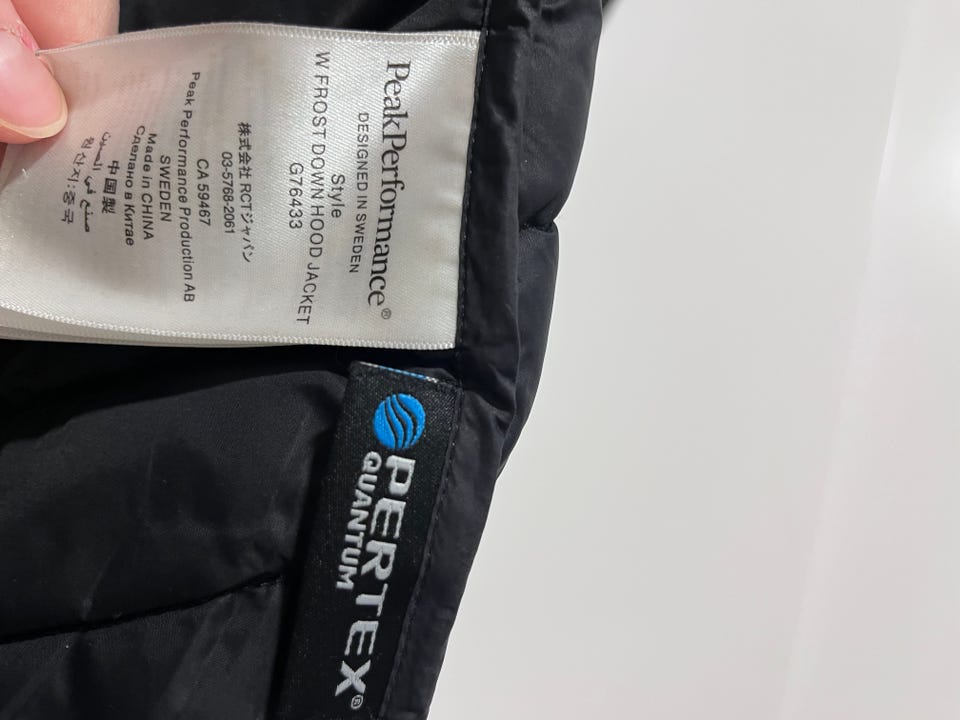 PeakPerformance®
DESIGNED IN SWEDEN
Style
W FROST DOWN HOOD JACKET
G76433
株式会社 RCTジャパン
03-5768-2061
CA 59467
Peak Performance Production AB
SWEDEN
Made in CHINA
Сделано в Китае
中国製
صنع في الصين
원산지:중국
PERTEX®
QUANTUM